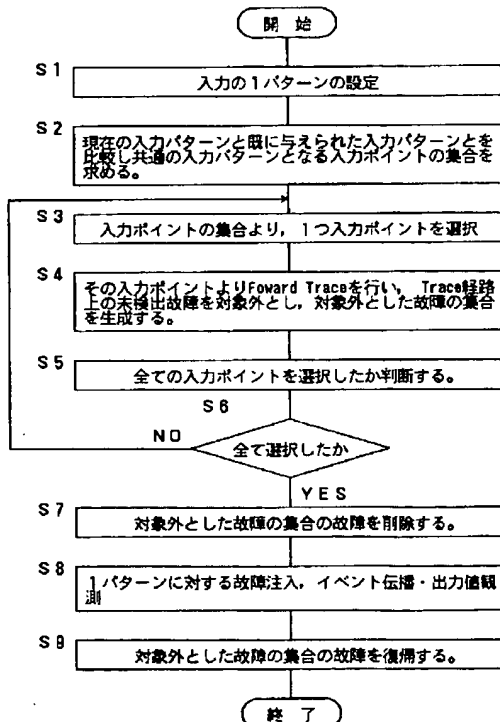 開 始
S1
入力の1パターンの設定
S2
現在の入力パターンと既に与えられた入力パターンとを
比較し共通の入力パターンとなる入力ポイントの集合を
求める。
S3
入力ポイントの集合より，1つ入力ポイントを選択
S4
その入力ポイントよりFoward Traceを行い， Trace経路
上の未検出故障を対象外とし，対象外とした故障の集合
を生成する。
S5
全ての入力ポイントを選択したか判断する。
S6
NO
全て選択したか
YES
S7
対象外とした故障の集合の故障を削除する。
S8
1パターンに対する故障注入，イベント伝播・出力値観
測
S9
対象外とした故障の集合の故障を復帰する。
終 了